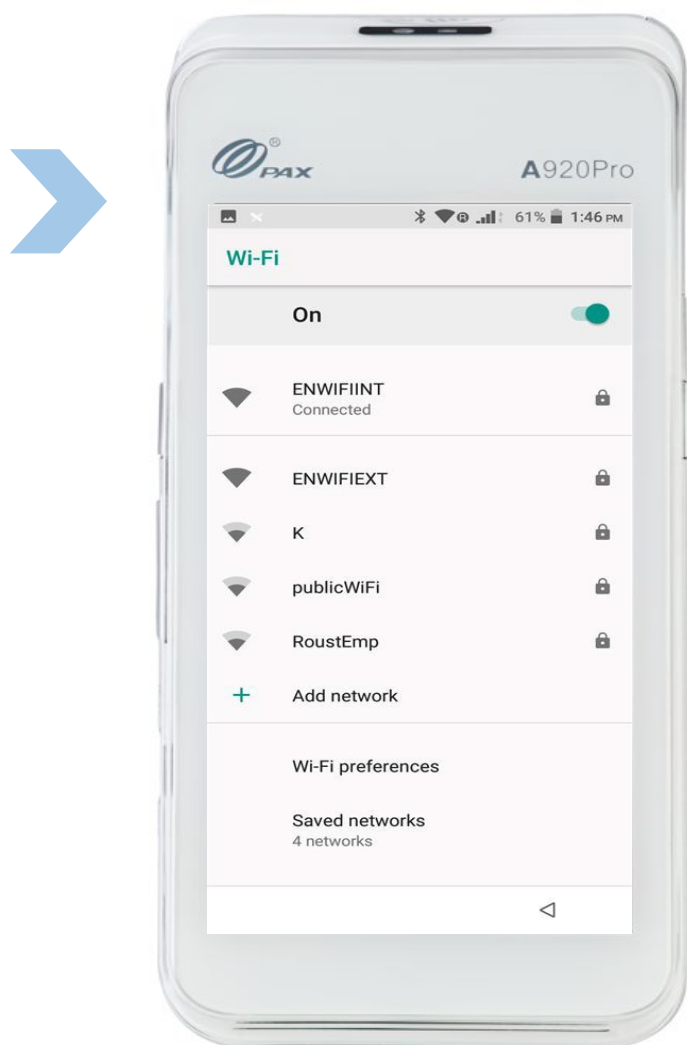 PAX®
A920Pro
61% 1:46 PM
Wi-Fi
On
ENWIFIINT
Connected
ENWIFIEXT
K
publicWiFi
RoustEmp
+ Add network
Wi-Fi preferences
Saved networks
4 networks